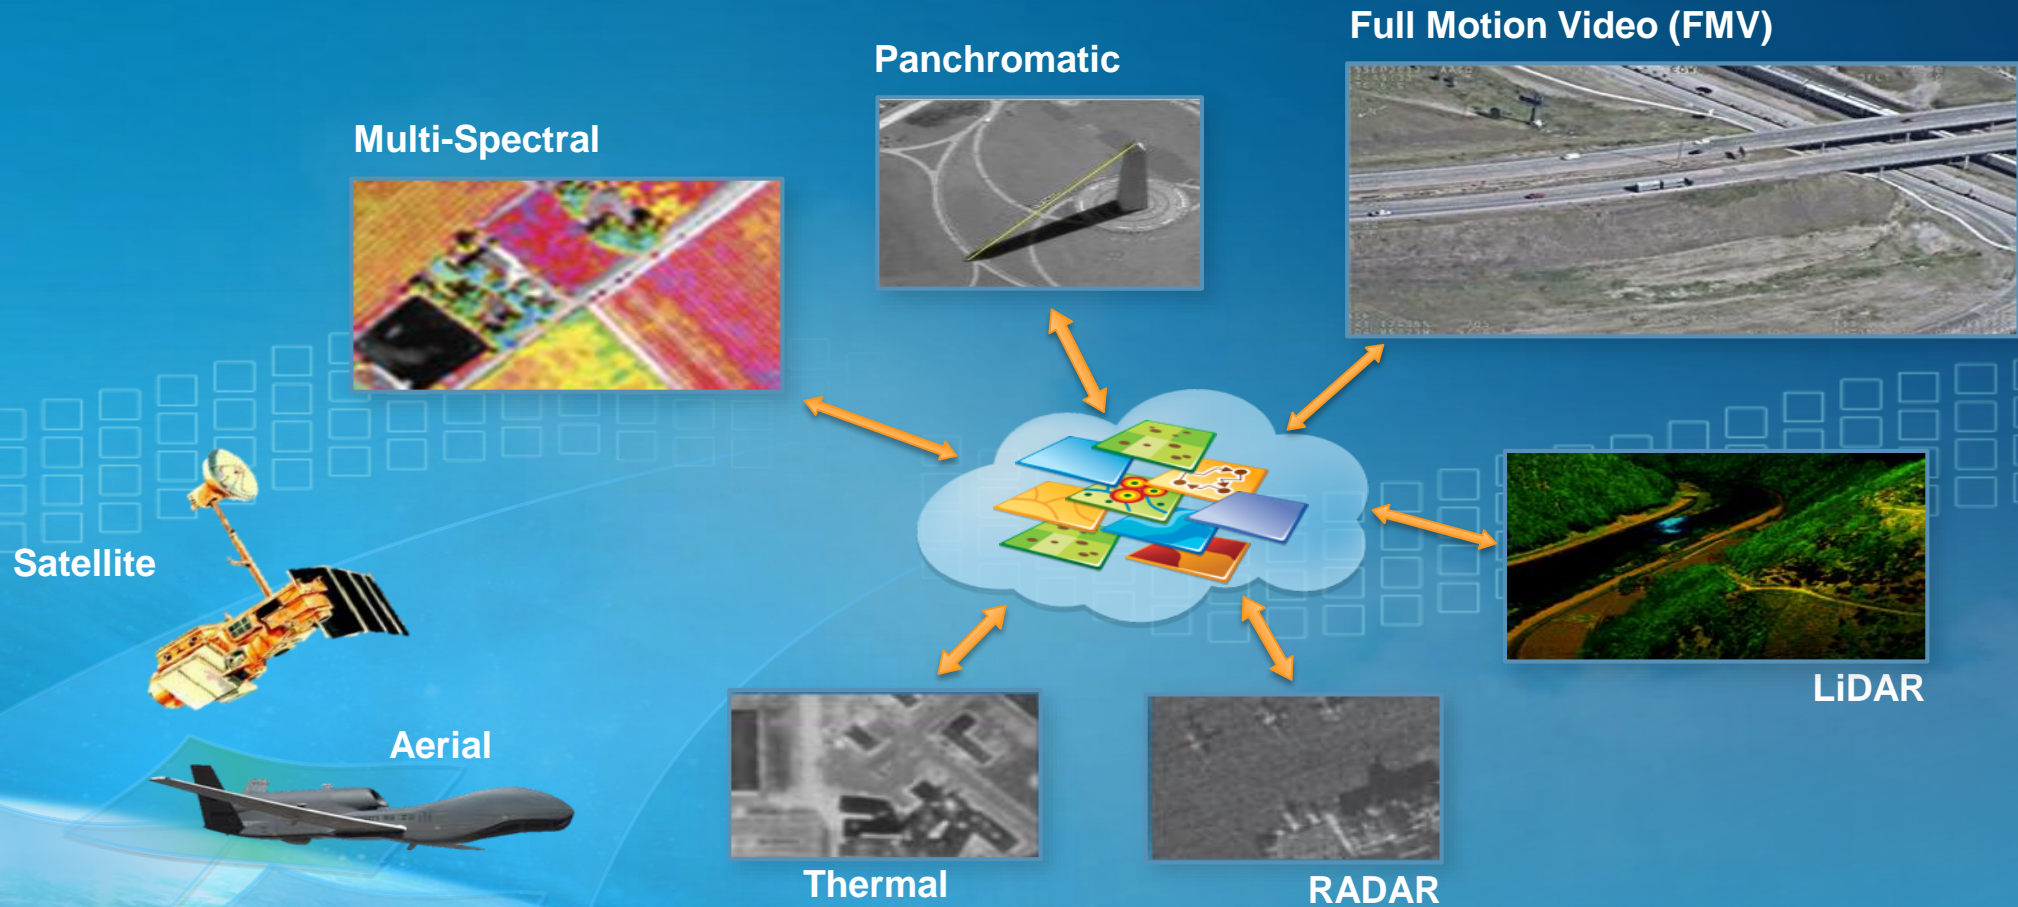 Full Motion Video (FMV)
Panchromatic
Multi-Spectral
Satellite
LiDAR
Aerial
Thermal
RADAR